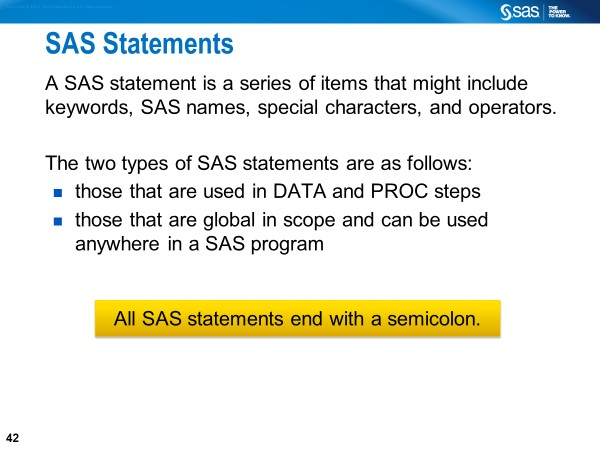 sas
THE
POWER
TO KNOW.
SAS Statements
A SAS statement is a series of items that might include
keywords, SAS names, special characters, and operators.
The two types of SAS statements are as follows:
those that are used in DATA and PROC steps
those that are global in scope and can be used
anywhere in a SAS program
All SAS statements end with a semicolon.
42